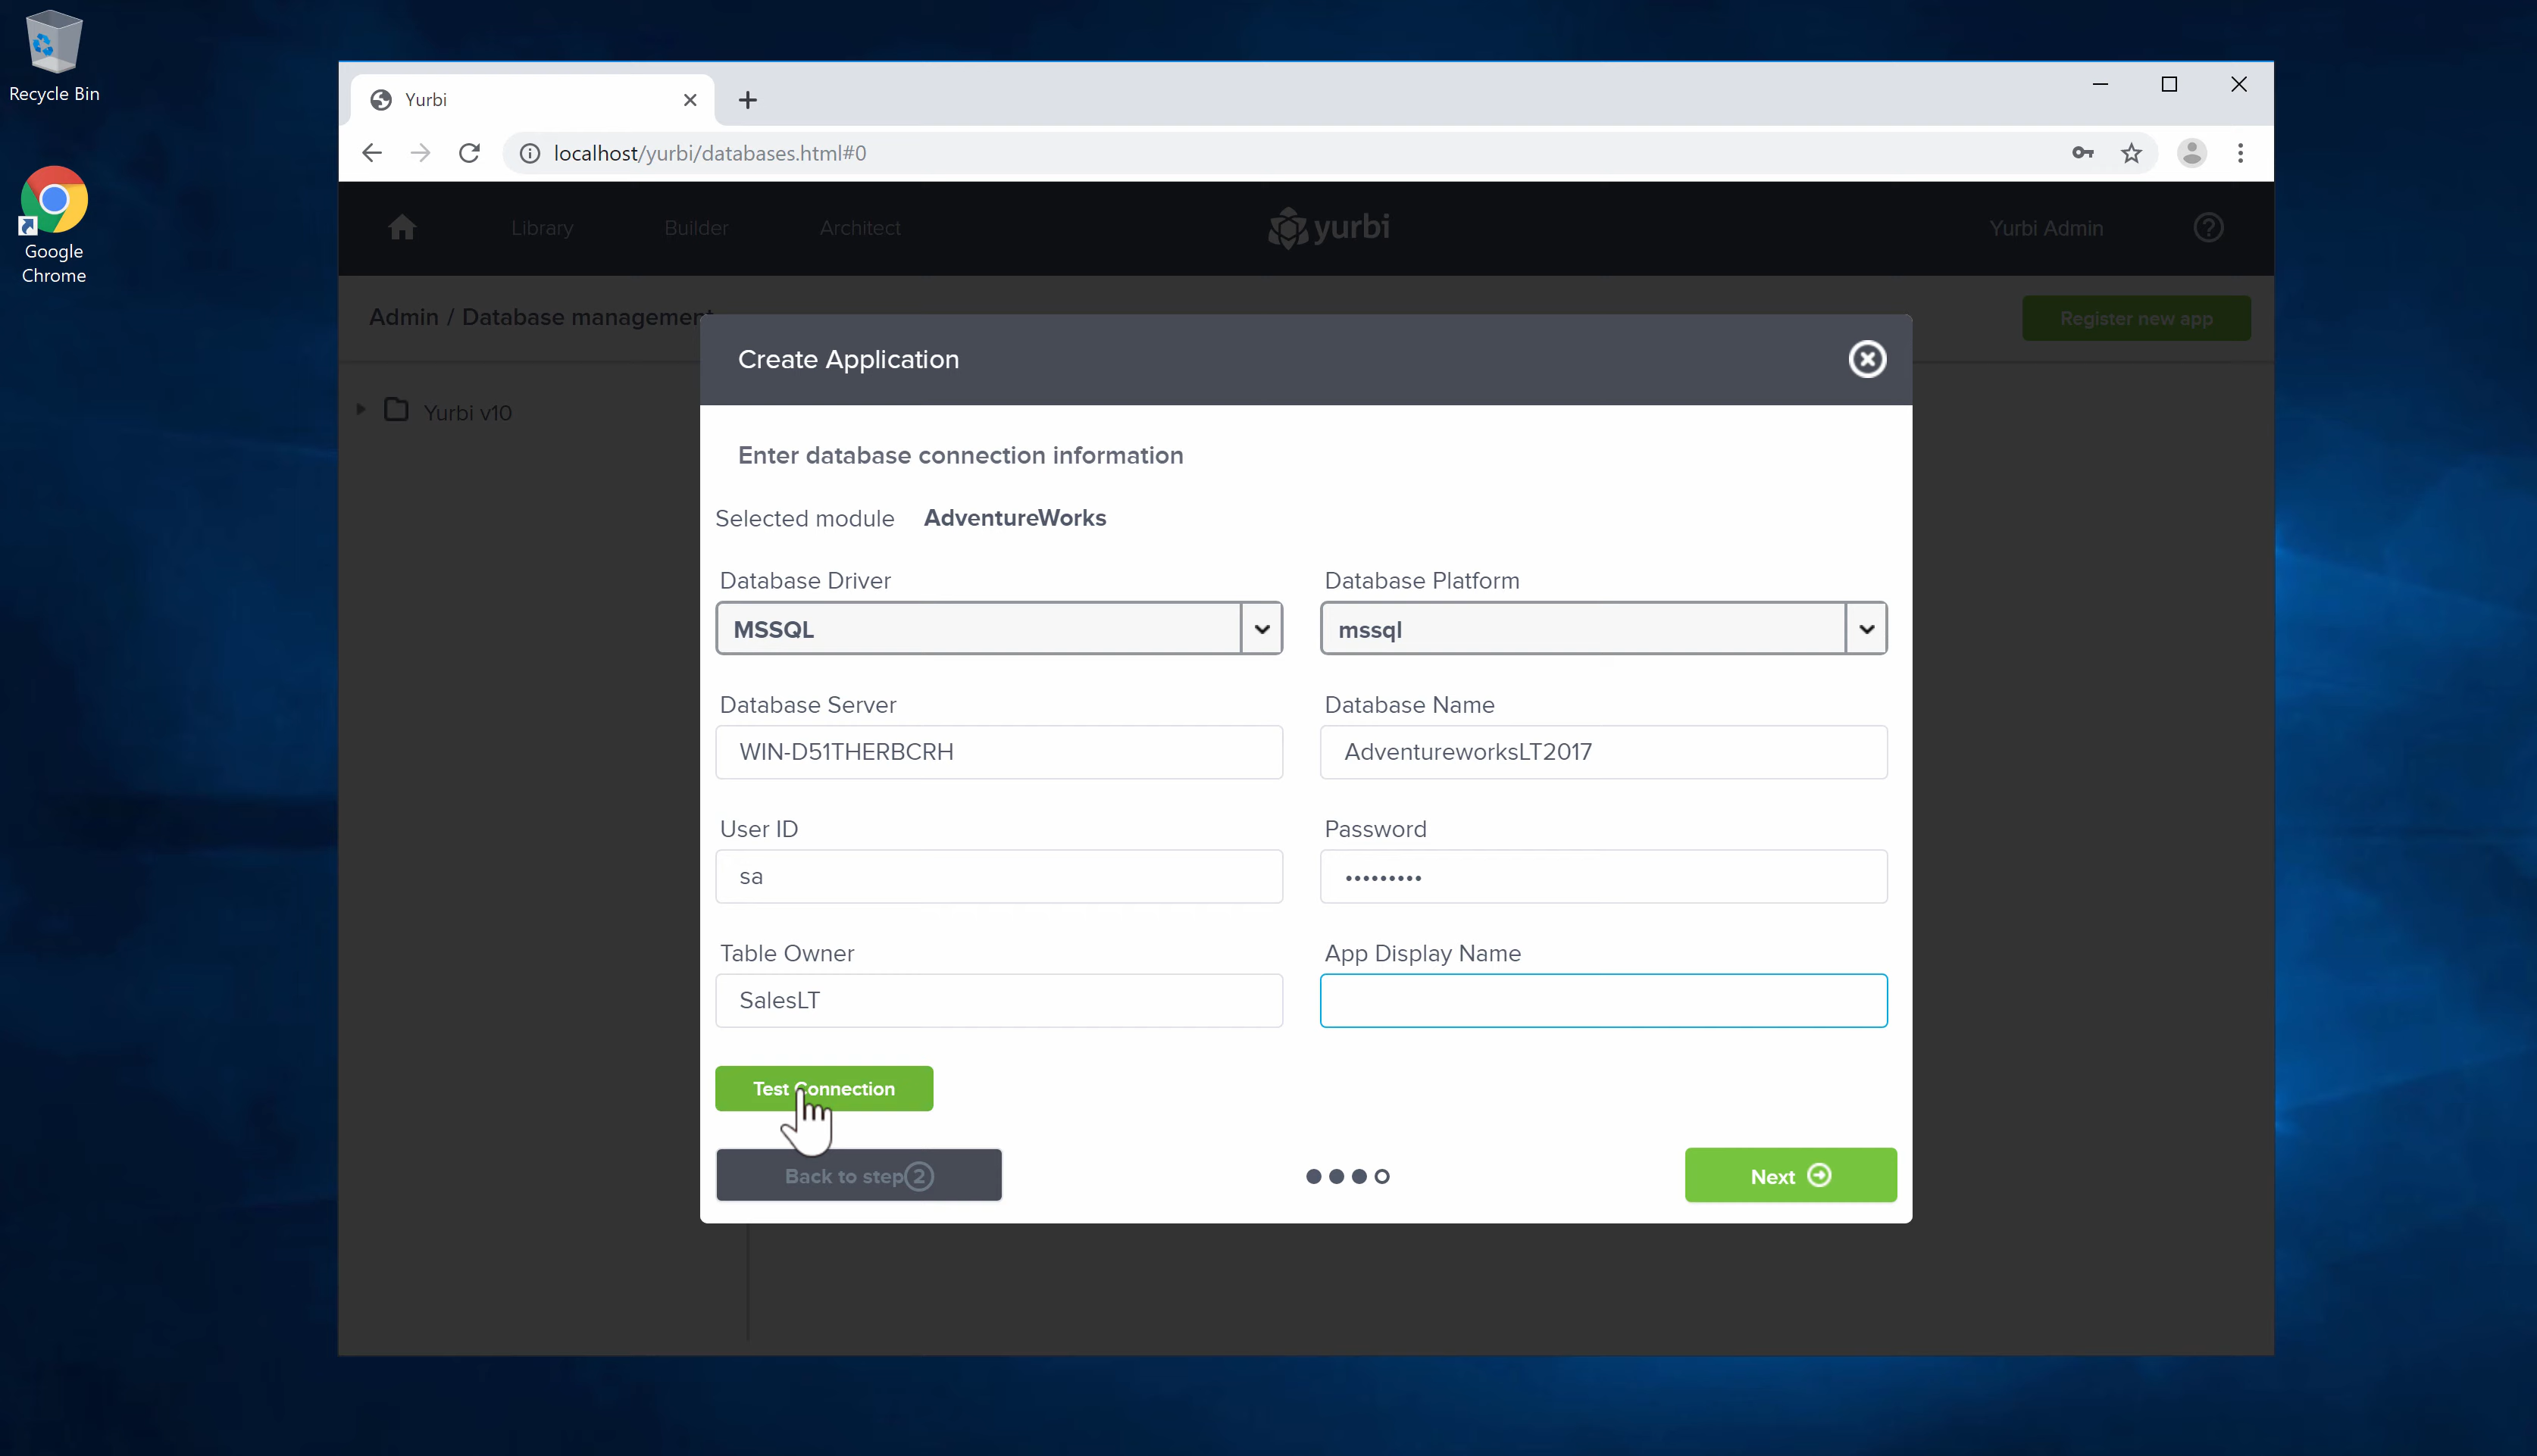 Recycle Bin
Google
Chrome
Yurbi
localhost/yurbi/databases.html#0
Library
Builder
Architect
yurbi
Yurbi Admin
Admin / Database management
Register new app
Yurbi v10
Create Application
Enter database connection information
Selected module AdventureWorks
Database Driver
Database Platform
MSSQL
mssql
Database Server
Database Name
WIN-D51THERBCRH
AdventureworksLT2017
User ID
Password
sa
•••••••••
Table Owner
App Display Name
SalesLT
Test Connection
Back to step 2
Next